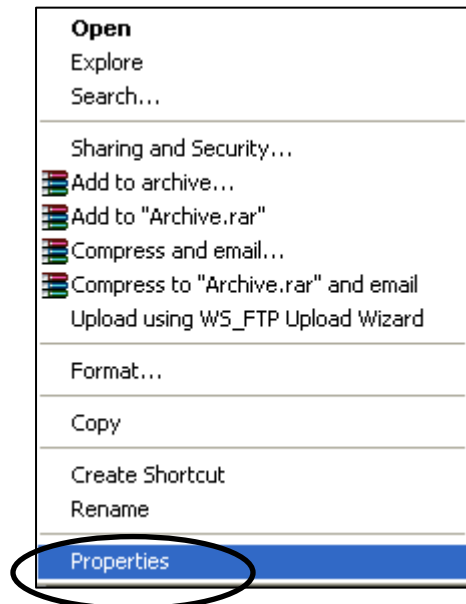 Open
Explore
Search...
Sharing and Security...
Add to archive...
Add to "Archive.rar"
Compress and email...
Compress to "Archive.rar" and email
Upload using WS_FTP Upload Wizard
Format...
Copy
Create Shortcut
Rename
Properties